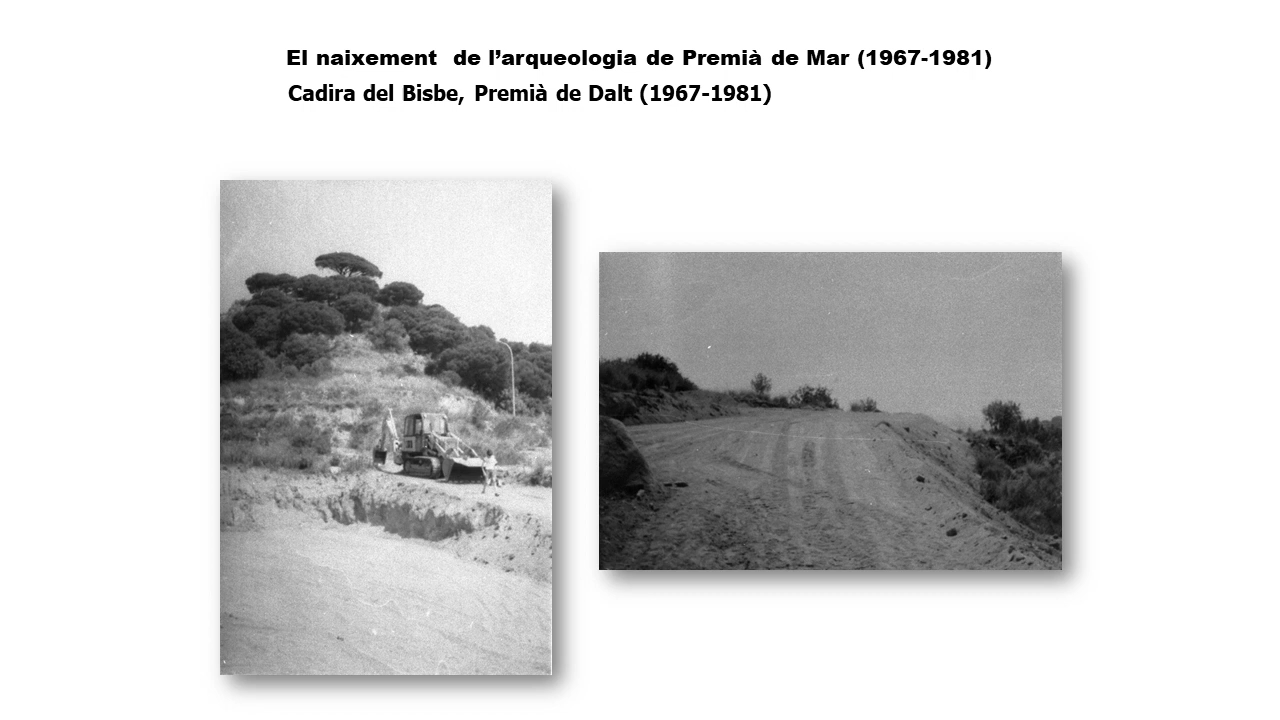 El naixement  de l’arqueologia de Premià de Mar (1967-1981)
Cadira del Bisbe, Premià de Dalt (1967-1981)